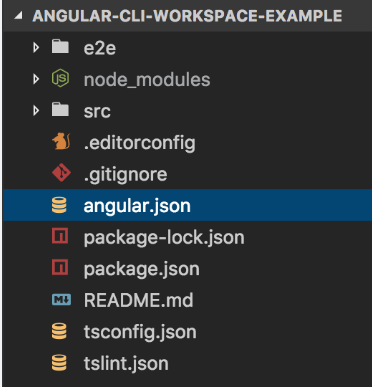 ANGULAR-CLI-WORKSPACE-EXAMPLE
e2e
node_modules
src
.editorconfig
.gitignore
angular.json
package-lock.json
package.json
README.md
tsconfig.json
tslint.json